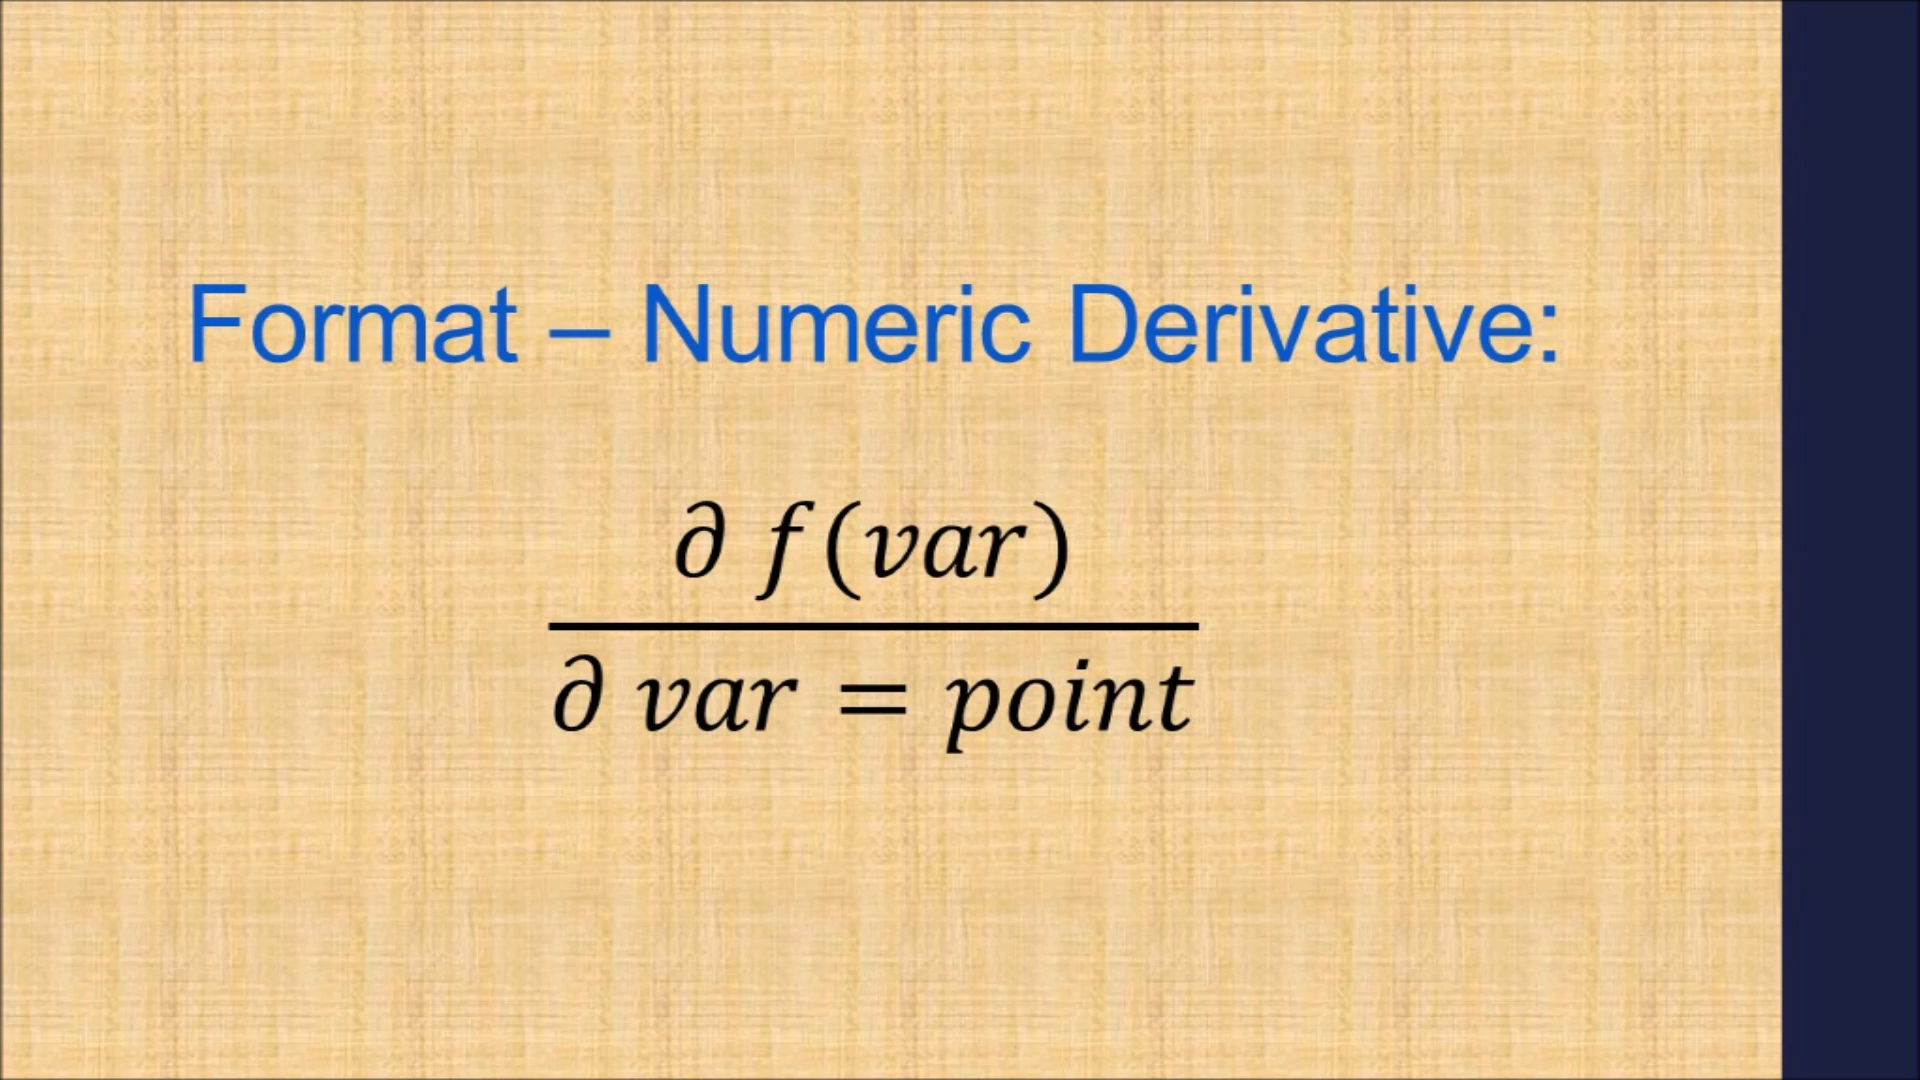 Format – Numeric Derivative:
∂ f(var)
∂ var = point